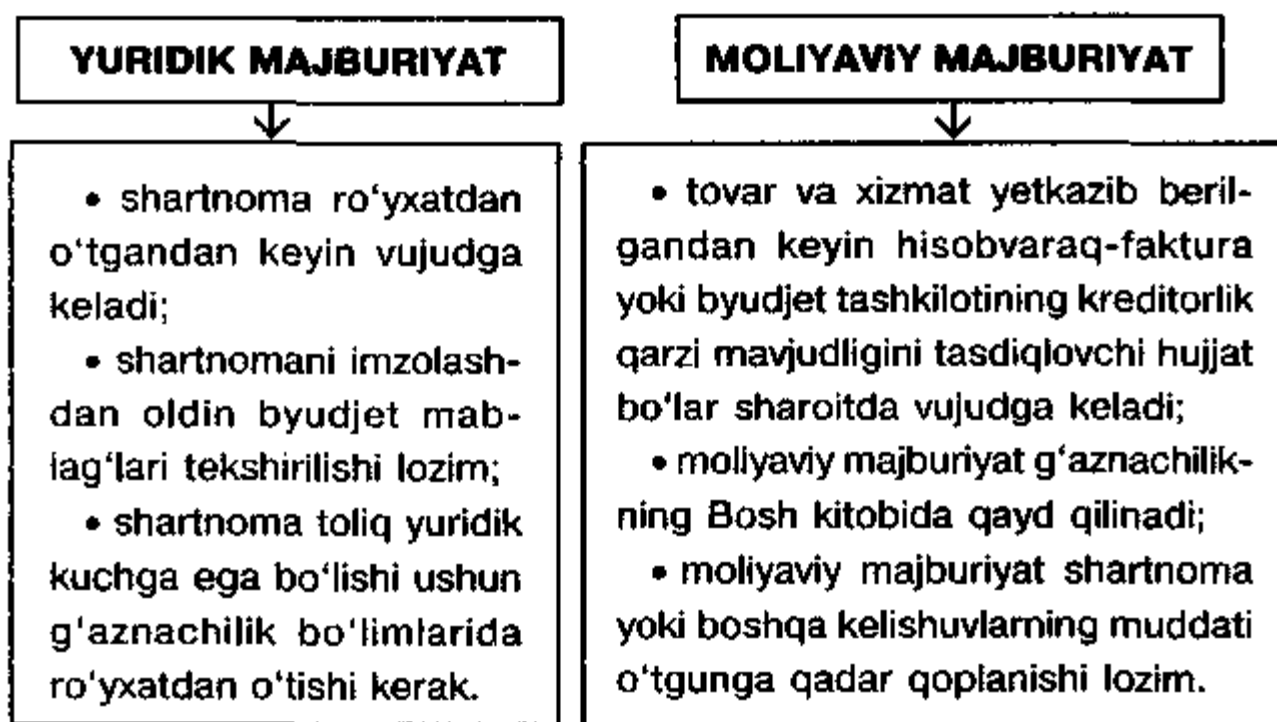 YURIDIK MAJBURIYAT
• shartnoma ro‘yxatdan
o‘tgandan keyin vujudga
keladi;
• shartnomani imzolash-
dan oldin byudjet mab-
lag‘lari tekshirilishi lozim;
• shartnoma toliq yuridik
kuchga ega bo‘lishi ushun
g‘aznachilik bo‘limlarida
ro‘yxatdan o‘tishi kerak.
MOLIYAVIY MAJBURIYAT
• tovar va xizmat yetkazib beril-
gandan keyin hisobvaraq-faktura
yoki byudjet tashkilotining kreditorlik
qarzi mavjudligini tasdiqlovchi hujjat
bo‘lar sharoitda vujudga keladi;
• moliyaviy majburiyat g‘aznachilik-
ning Bosh kitobida qayd qilinadi;
• moliyaviy majburiyat shartnoma
yoki boshqa kelishuvlarning muddati
o‘tgunga qadar qoplanishi lozim.